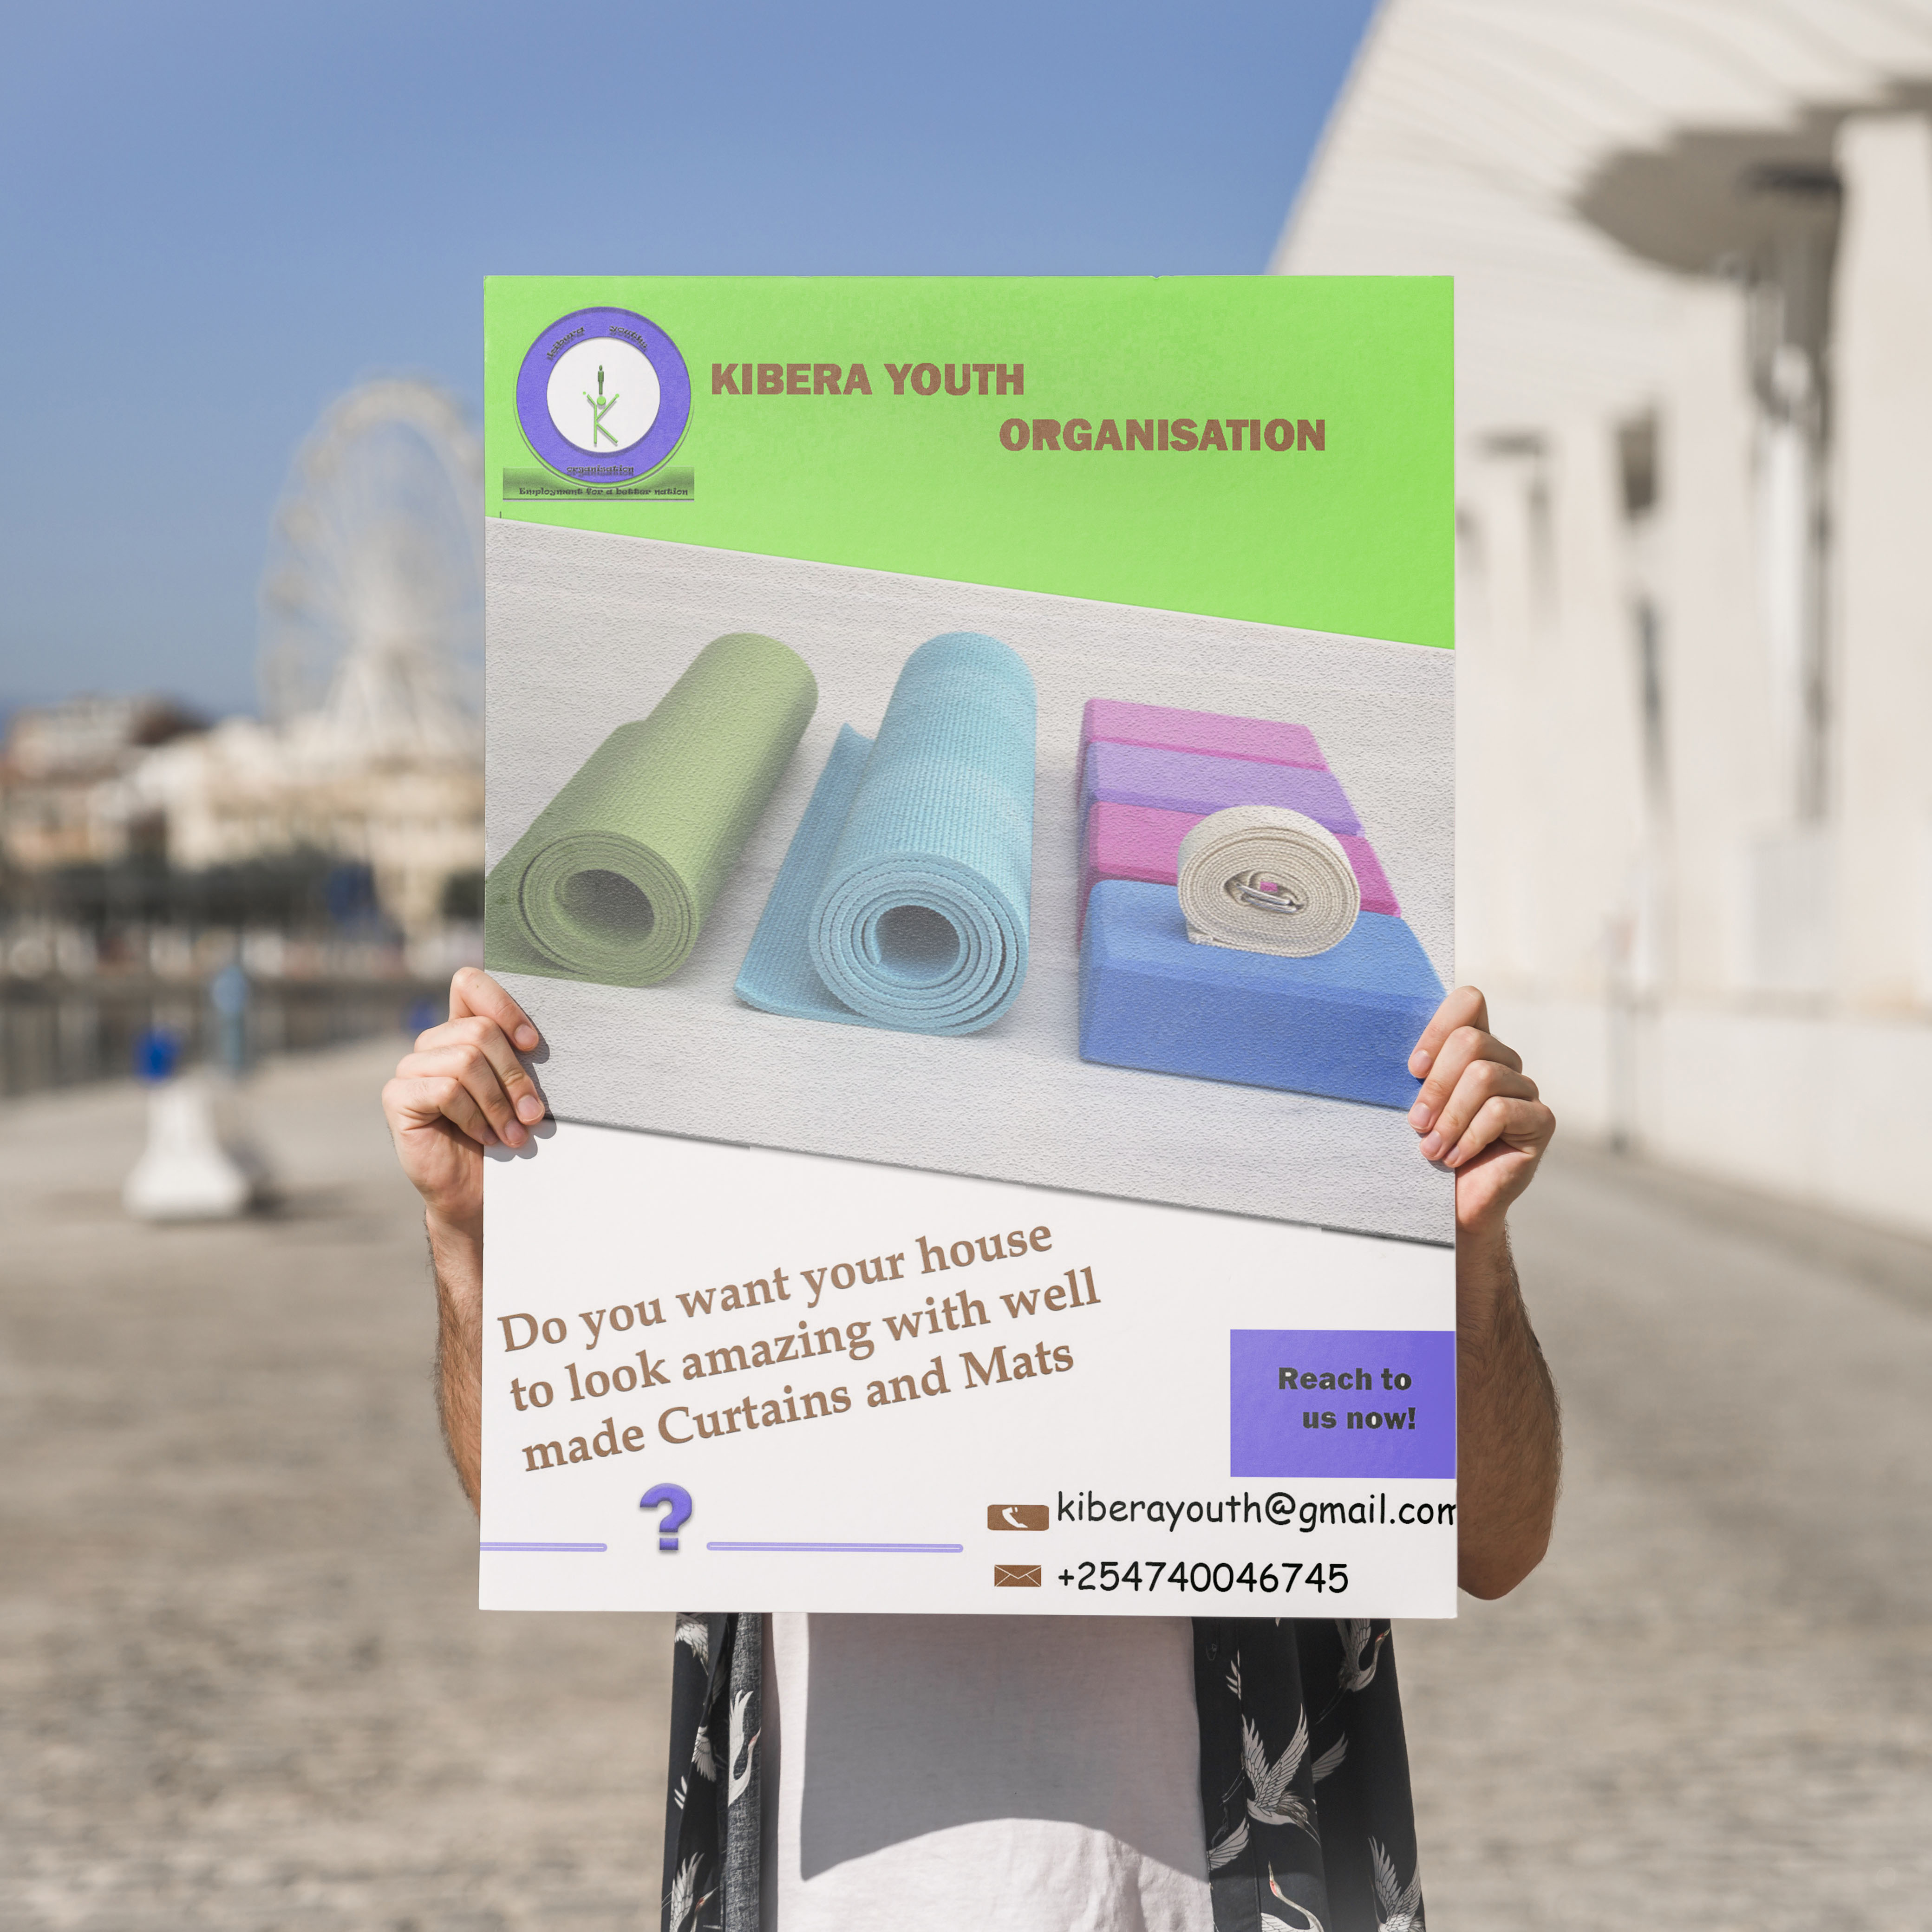 KIBERA YOUTH
ORGANISATION
organisation
Employment for a better nation
Do you want your house
to look amazing with well
made Curtains and Mats
?
Reach to
us now!
kiberayouth@gmail.com
+254740046745